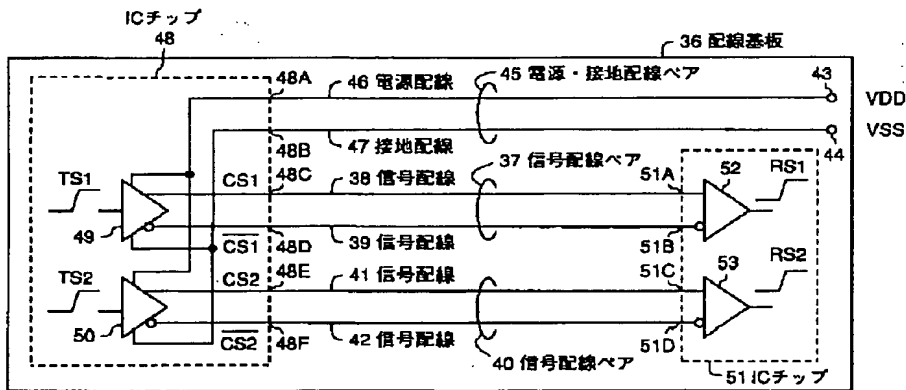 ICチップ
48
36 配線基板
48A
46 電源配線
45 電源・接地配線ペア
43
VDD
VSS
44
48B
47 接地配線
37 信号配線ペア
TS1
CS1
48C
38 信号配線
51A
52
RS1
49
CS1
48D
39 信号配線
51B
TS2
CS2
48E
41 信号配線
51C
53
RS2
50
CS2
48F
42 信号配線
40 信号配線ペア
51D
51 ICチップ